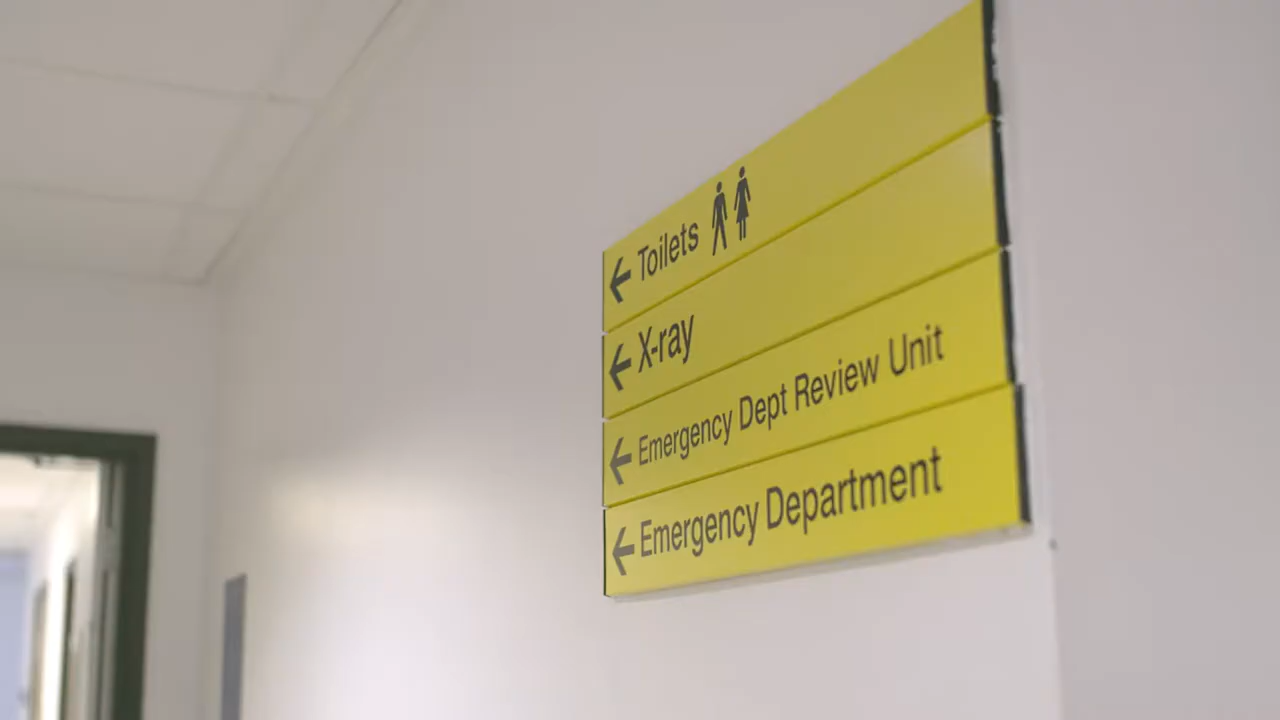 ← Toilets
← X-ray
← Emergency Dept Review Unit
← Emergency Department